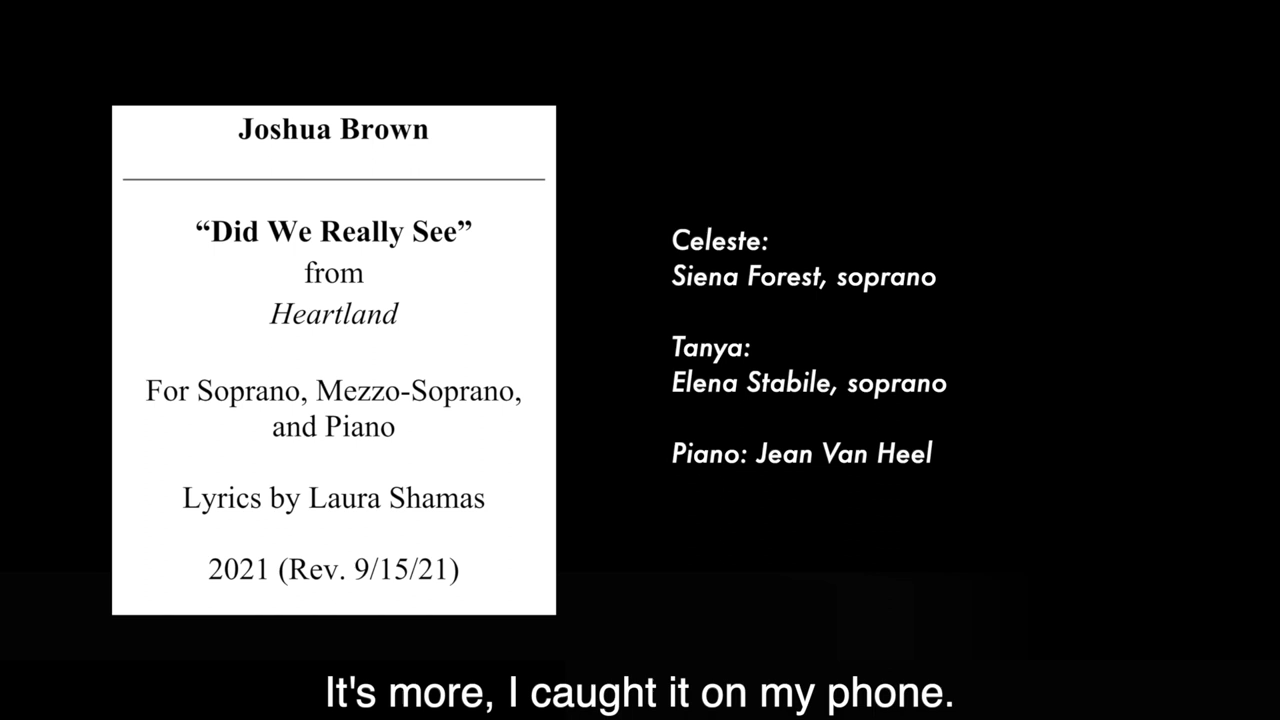 Joshua Brown
“Did We Really See”
from
Heartland
For Soprano, Mezzo-Soprano,
and Piano
Lyrics by Laura Shamas
2021 (Rev. 9/15/21)
Celeste:
Siena Forest, soprano
Tanya:
Elena Stabile, soprano
Piano: Jean Van Heel
It's more, I caught it on my phone.